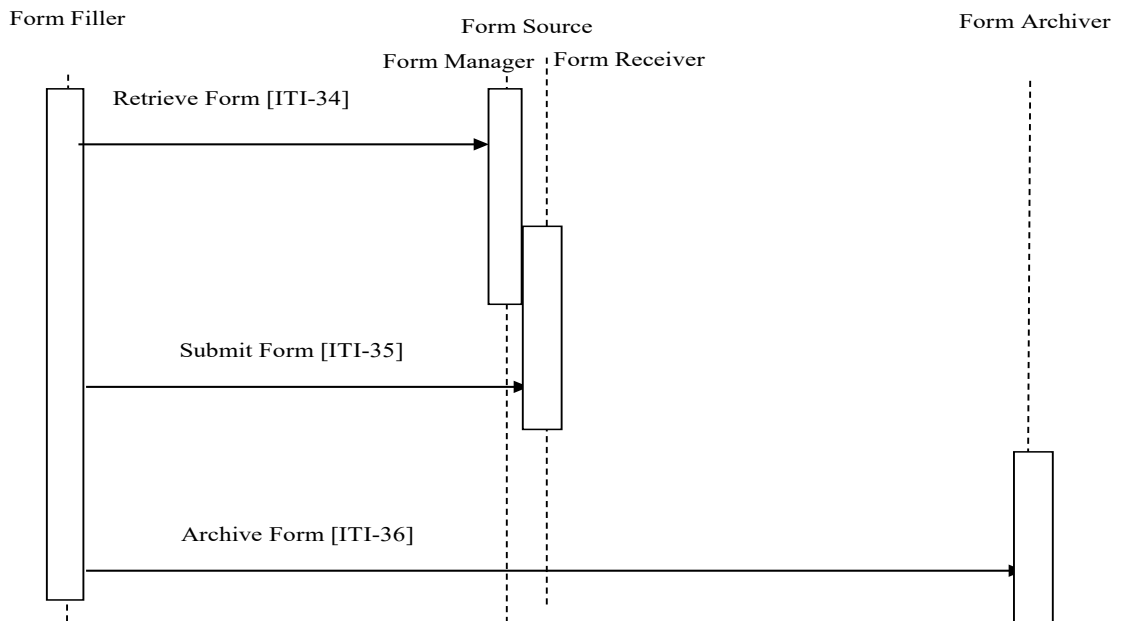 Form Filler
Form Source
Form Archiver
Form Manager
Form Receiver
Retrieve Form [ITI-34]
Submit Form [ITI-35]
Archive Form [ITI-36]